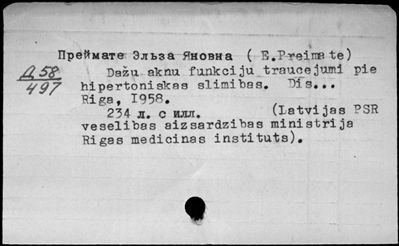 Преймате Эльза Яновна ( E.Preimate)
Д 58
497
Dažu aknu funkciju traucejumi pie
hipertoniskas slimibas. Dis...
Riga, 1958.
234 л. с илл. (Latvijas PSR
veselibas aizsardzibas ministrija
Rigas medicinas instituts).